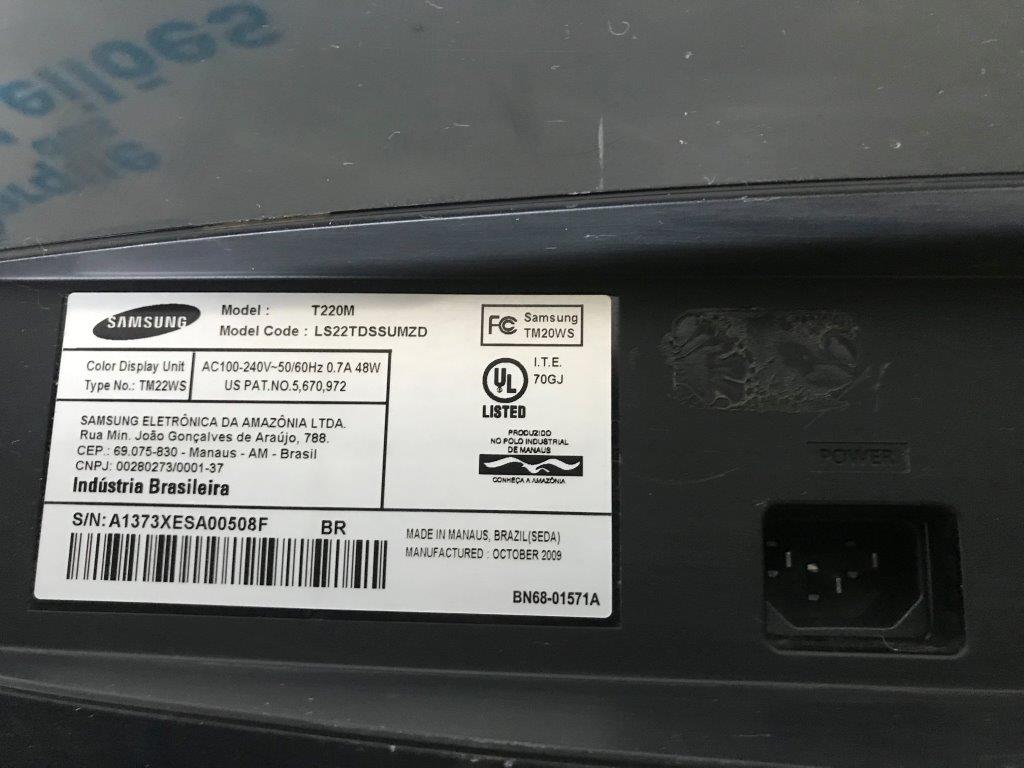 SAMSUNG
Model : T220M
Model Code : LS22TDSSUMZD
FC Samsung
TM20WS
Color Display Unit
Type No.: TM22WS
AC100-240V~50/60Hz 0.7A 48W
US PAT.NO.5,670,972
UL
LISTED
I.T.E.
70GJ
SAMSUNG ELETRÔNICA DA AMAZÔNIA LTDA.
Rua Min. João Gonçalves de Araújo, 788.
CEP.: 69.075-830 - Manaus - AM - Brasil
CNPJ: 00280273/0001-37
Indústria Brasileira
PRODUZIDO
NO POLO INDUSTRIAL
DE MANAUS
CONHEÇA A AMAZÔNIA
S/N: A1373XESA00508F BR
MADE IN MANAUS, BRAZIL(SEDA)
MANUFACTURED : OCTOBER 2009
BN68-01571A
POWER